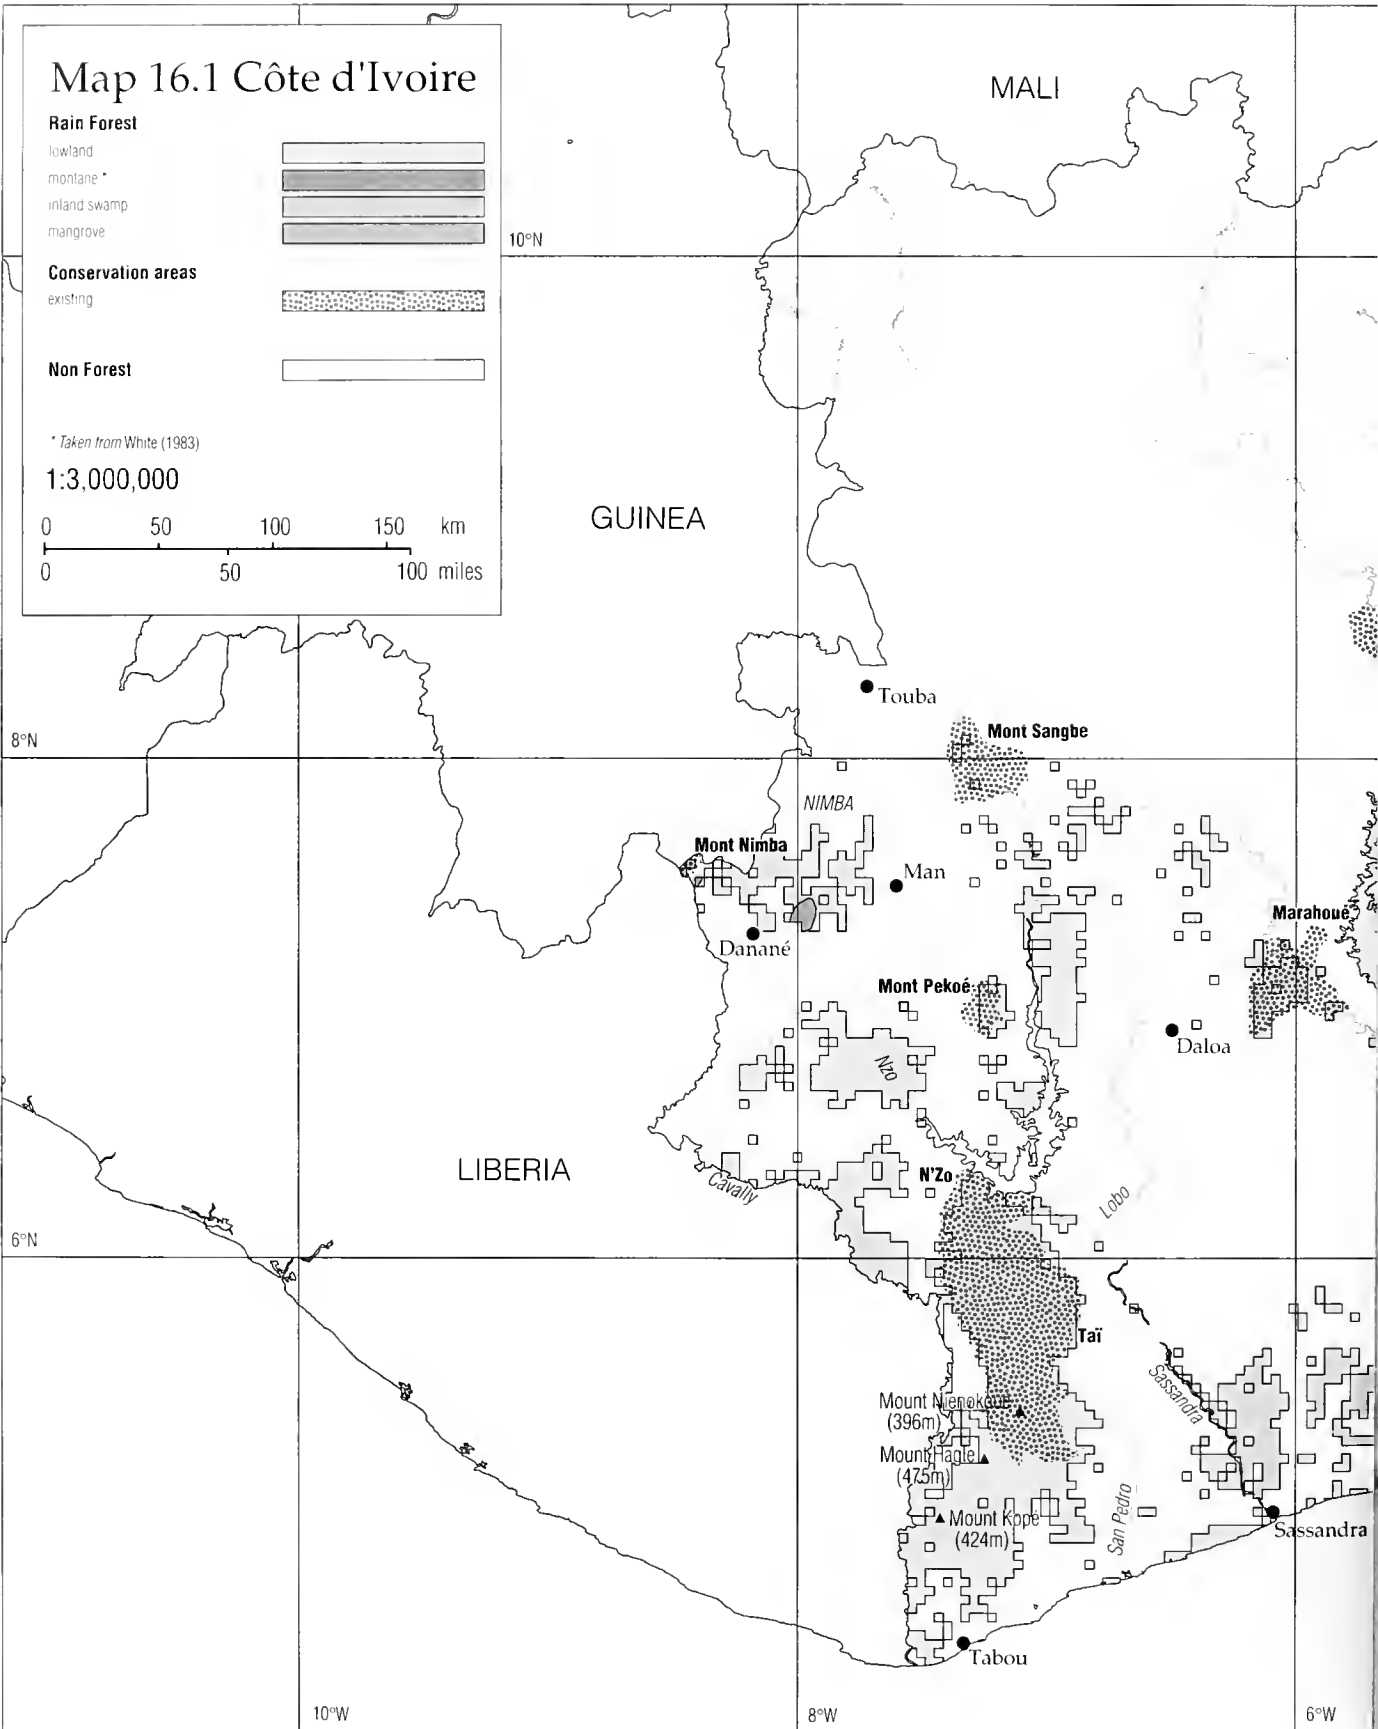 Map 16.1 Côte d'Ivoire
Rain Forest
lowland
montane *
inland swamp
mangrove
Conservation areas
existing
Non Forest
* Taken from White (1983)
1:3,000,000
0 50 100 150 km
0 50 100 miles
MALI
10°N
GUINEA
Touba
8°N
Mont Sangbe
NIMBA
Mont Nimba
Man
Marahoué
Danané
Mont Pekoé
Daloa
Nzo
LIBERIA
Cavally
N'Zo
Lobo
6°N
Taï
Sassandra
Mount Nienokoué
(396m)
Mount Hagle
(475m)
Mount Kopé
(424m)
San Pedro
Sassandra
Tabou
10°W
8°W
6°W